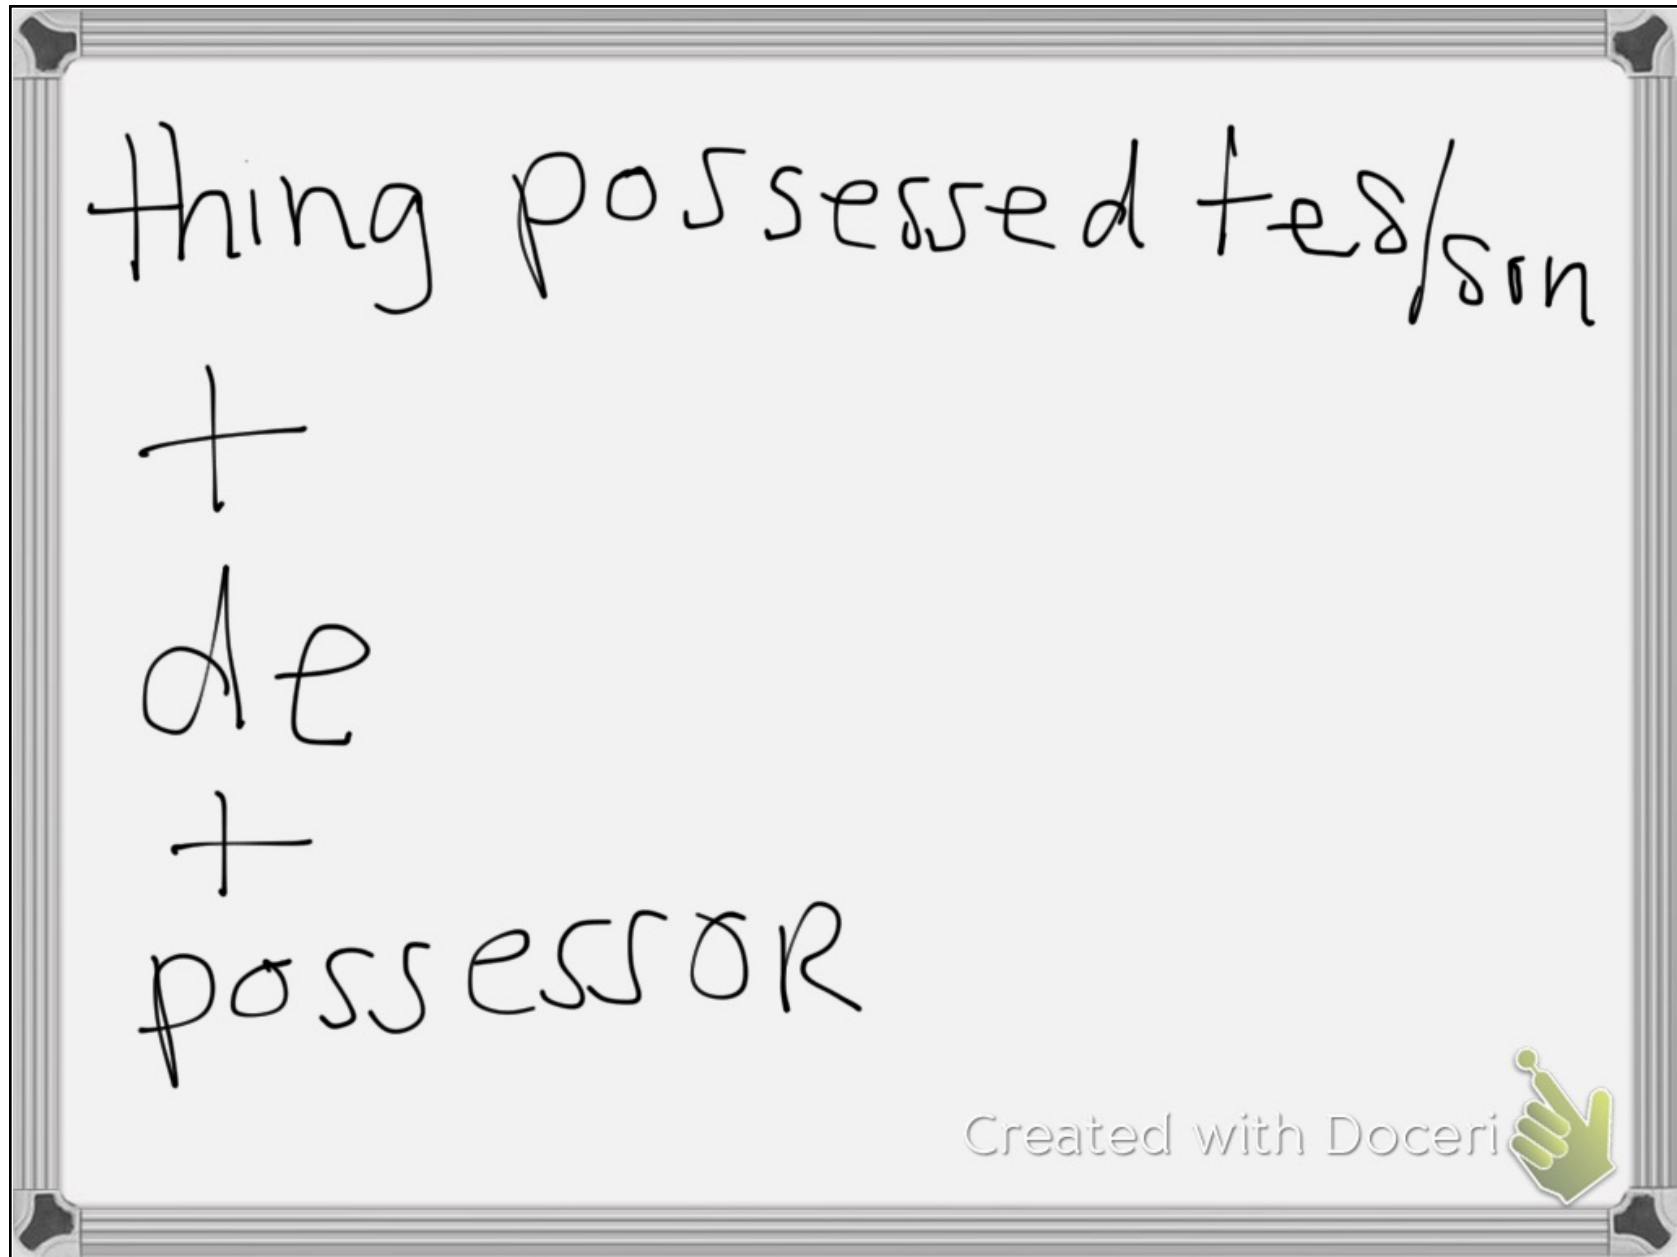 thing possessed tes/son
+
de
+
possessoR
Created with Doceri